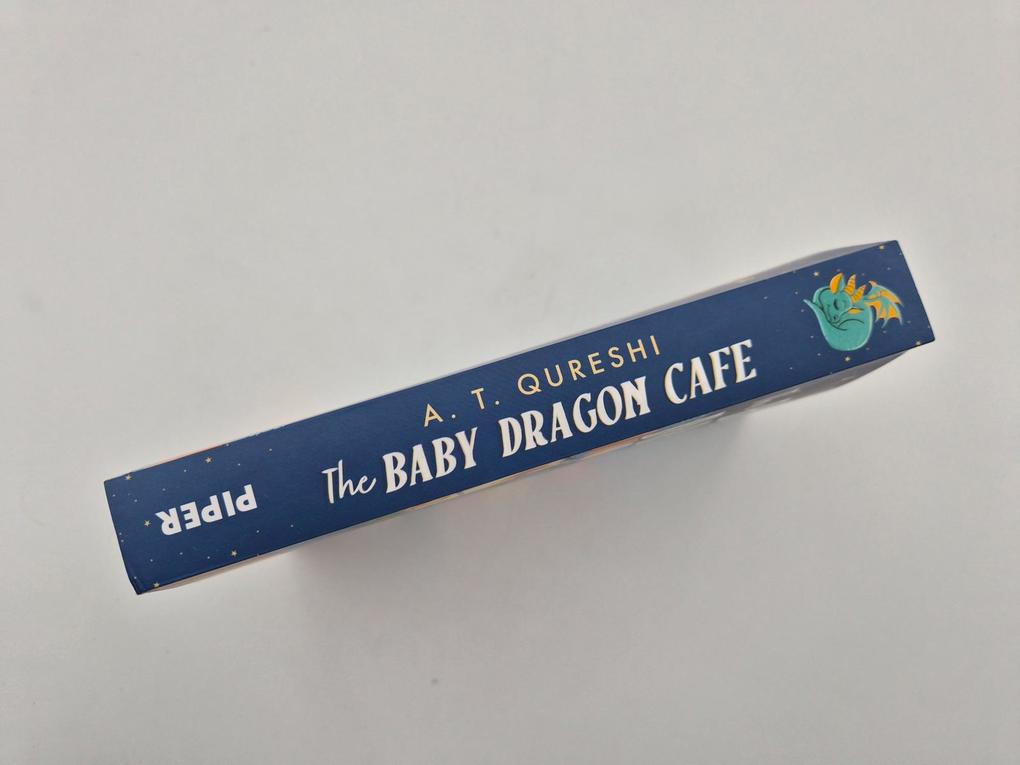 A. T. QURESHI
The BABY DRAGON CAFE
PIPER